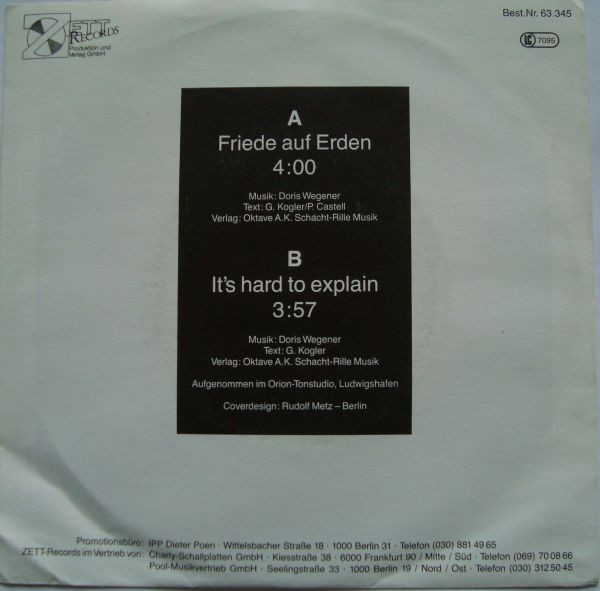 ZETT
RECORDS
Produktion und
Verlag GmbH
Best.Nr. 63.345
LC 7095
A
Friede auf Erden
4:00
Musik: Doris Wegener
Text: G. Kogler/P. Castell
Verlag: Oktave A.K. Schacht-Rille Musik
B
It's hard to explain
3:57
Musik: Doris Wegener
Text: G. Kogler
Verlag: Oktave A.K. Schacht-Rille Musik
Aufgenommen im Orion-Tonstudio, Ludwigshafen
Coverdesign: Rudolf Metz – Berlin
Promotionsbüro: IPP Dieter Poen · Wittelsbacher Straße 18 · 1000 Berlin 31 · Telefon (030) 881 49 65
ZETT-Records im Vertrieb von: Charly-Schallplatten GmbH · Kiesstraße 38 · 6000 Frankfurt 90 / Mitte / Süd · Telefon (069) 70 08 66
Pool-Musikvertrieb GmbH · Seelingstraße 33 · 1000 Berlin 19 / Nord / Ost · Telefon (030) 312 50 45